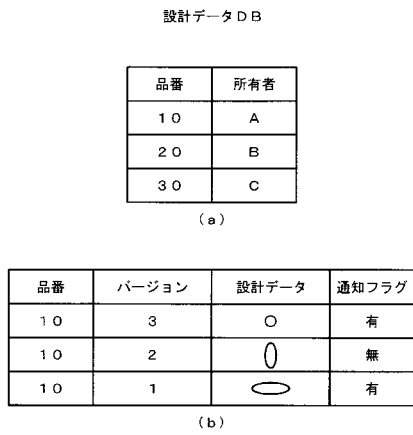 設計データDB
品番 所有者
10 A
20 B
30 C
(a)
品番 バージョン 設計データ 通知フラグ
10 3 有
10 2 無
10 1 有
(b)